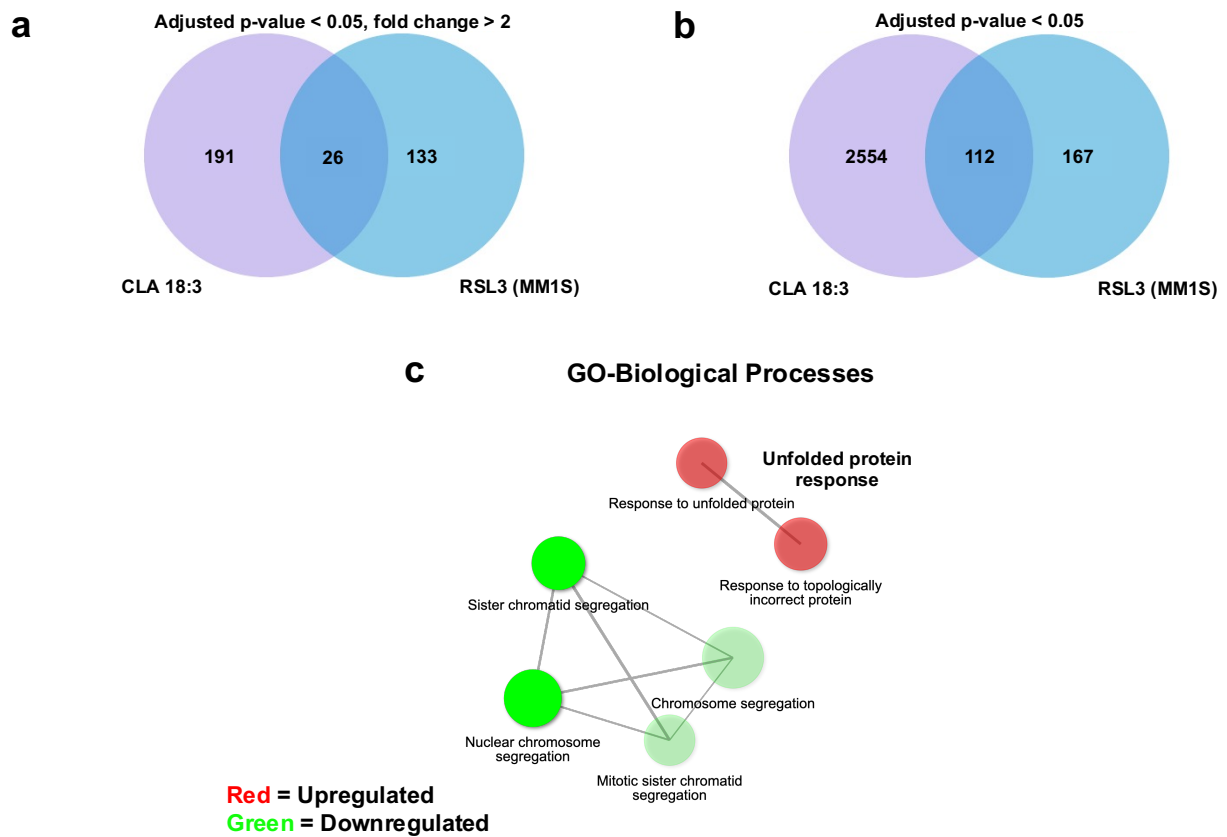 a
Adjusted p-value < 0.05, fold change > 2
191
26
133
CLA 18:3
RSL3 (MM1S)
b
Adjusted p-value < 0.05
2554
112
167
CLA 18:3
RSL3 (MM1S)
c
GO-Biological Processes
Unfolded protein
response
Response to unfolded protein
Response to topologically
incorrect protein
Sister chromatid segregation
Chromosome segregation
Nuclear chromosome
segregation
Mitotic sister chromatid
segregation
Red = Upregulated
Green = Downregulated